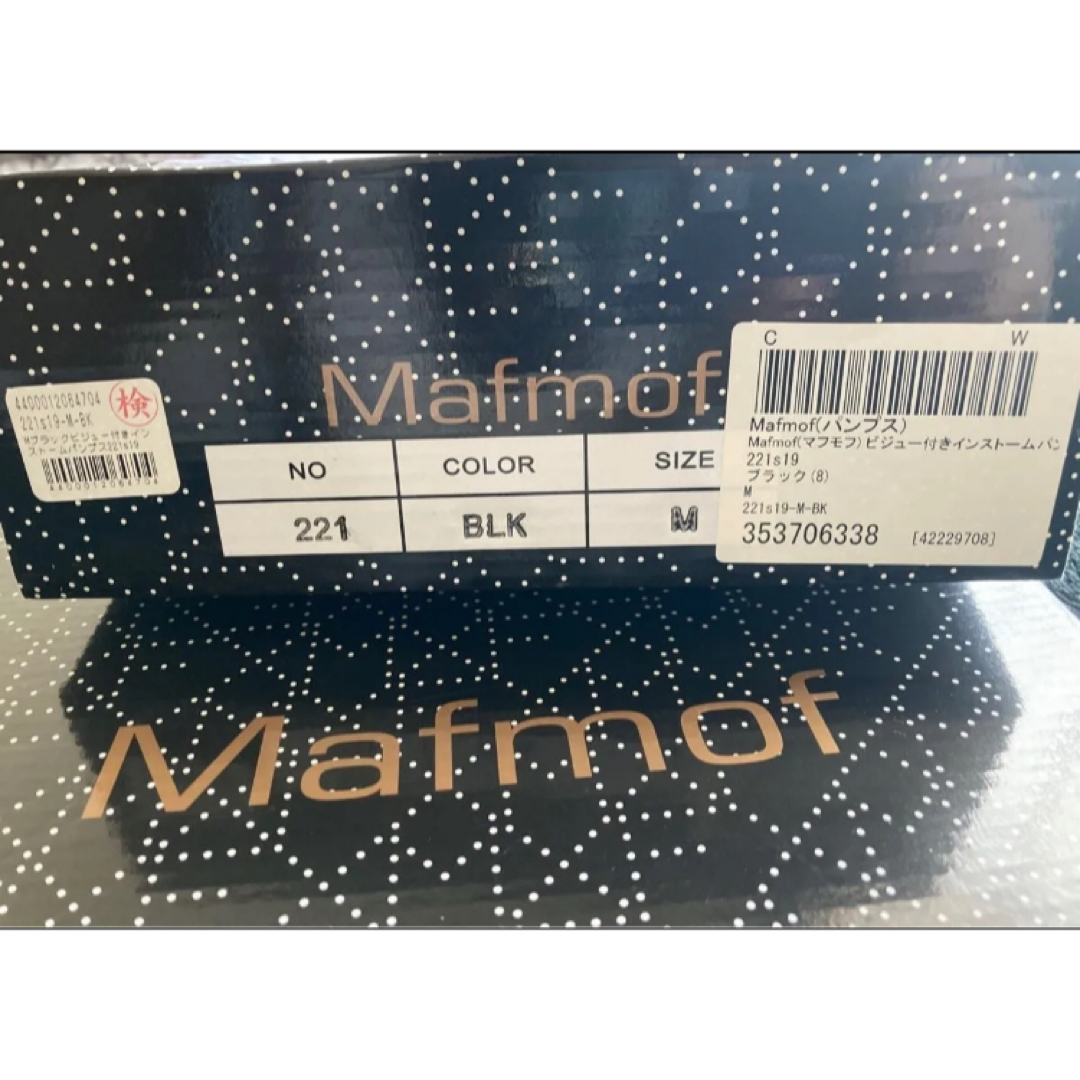 Mafmof
4400012064704
検
221s19-M-BK
Mブラックビジュー付きイン
ストームパンプス221s19
4400012064704
NO COLOR SIZE
221 BLK M
C W
Mafmof(パンプス)
Mafmof(マフモフ)ビジュー付きインストームパン
221s19
ブラック(8)
M
221s19-M-BK
353706338 [42229708]
Mafmof